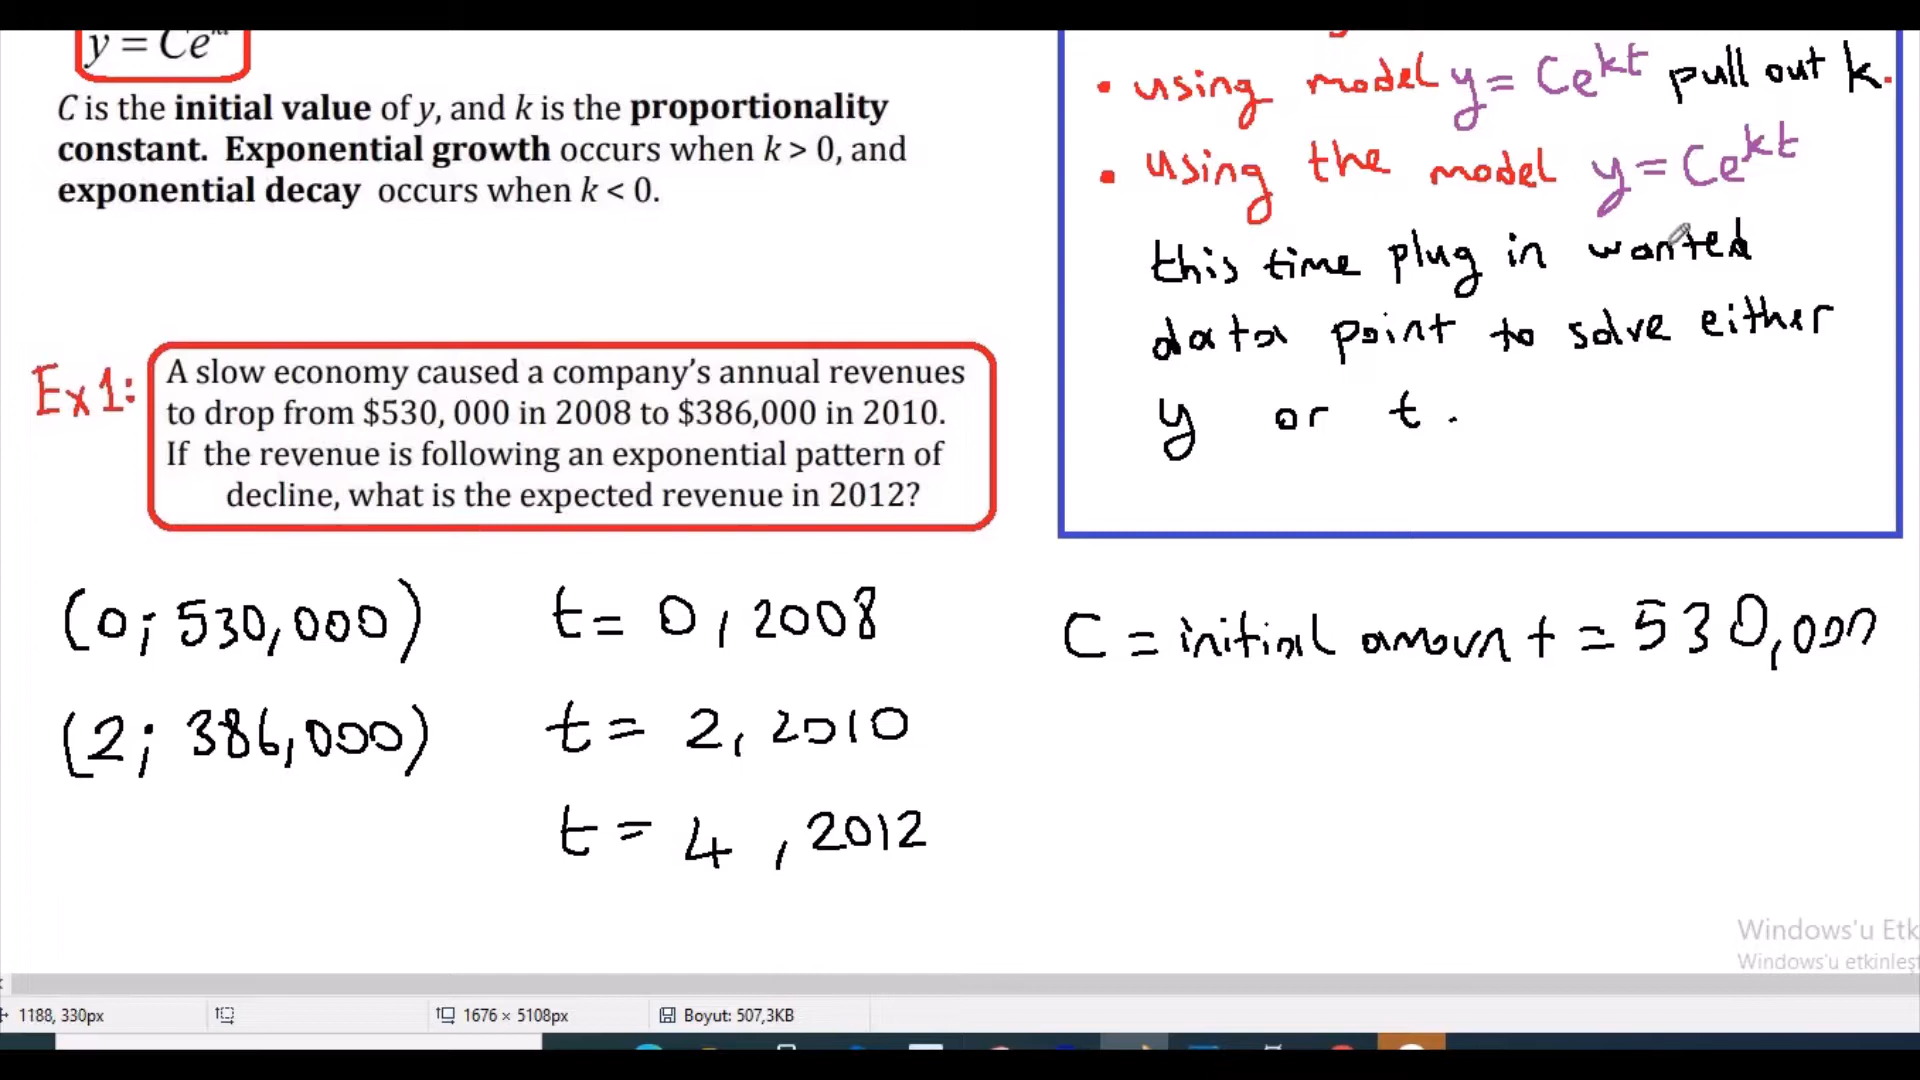 y = Ce
C is the initial value of y, and k is the proportionality
constant. Exponential growth occurs when k > 0, and
exponential decay occurs when k < 0.
• using model y = Ce^kt pull out k.
• using the model y = Ce^kt
this time plug in wanted
data point to solve either
y or t.
Ex1:
A slow economy caused a company's annual revenues
to drop from $530, 000 in 2008 to $386,000 in 2010.
If the revenue is following an exponential pattern of
decline, what is the expected revenue in 2012?
(0; 530,000) t = 0, 2008
C = initial amount = 530,000
(2; 386,000) t = 2, 2010
t = 4, 2012
Windows'u Etk
Windows'u etkinleşt
1188, 330px
1676 × 5108px
Boyut: 507,3KB